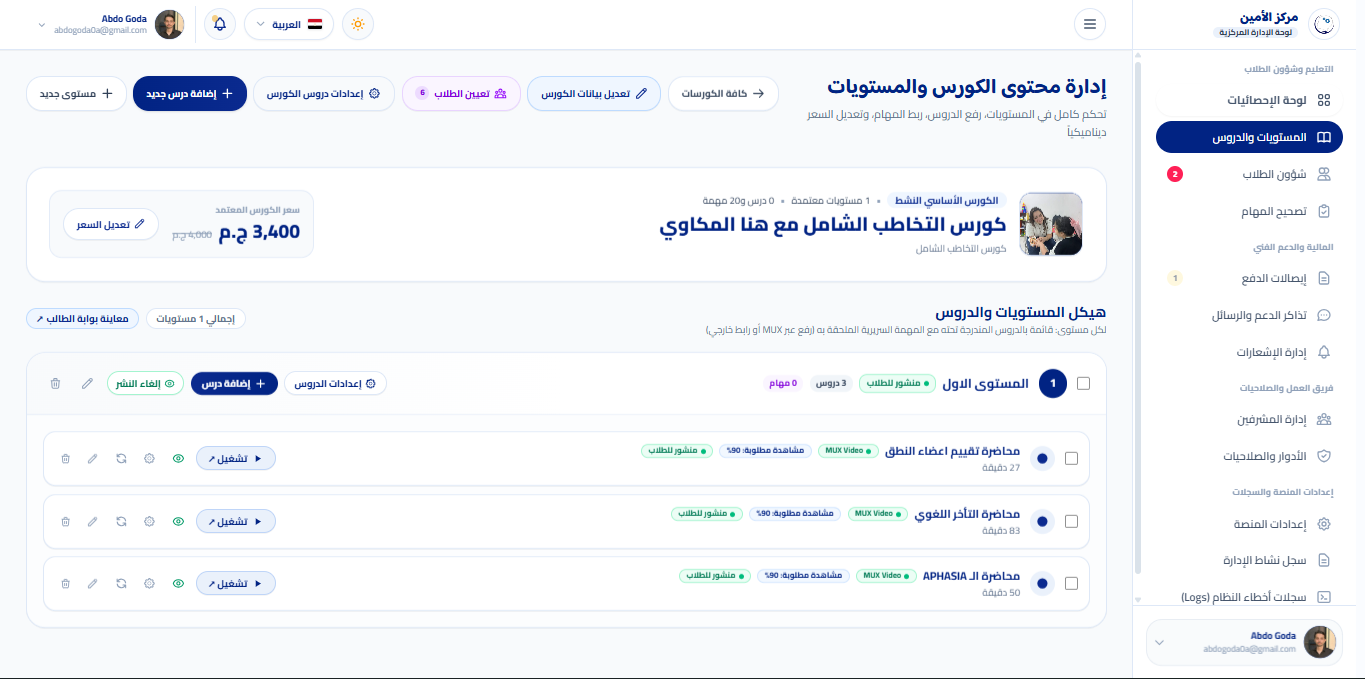 مركز الأمين
لوحة الإدارة المركزية
العربية
Abdo Goda
abdogoda0a@gmail.com
التعليم وشؤون الطلاب
لوحة الإحصائيات
المستويات والدروس
شؤون الطلاب
2
تصحيح المهام
المالية والدعم الفني
إيصالات الدفع
1
تذاكر الدعم والرسائل
إدارة الإشعارات
فريق العمل والصلاحيات
إدارة المشرفين
الأدوار والصلاحيات
إعدادات المنصة والسجلات
إعدادات المنصة
سجل نشاط الإدارة
سجلات أخطاء النظام (Logs)
Abdo Goda
abdogoda0a@gmail.com
إدارة محتوى الكورس والمستويات
تحكم كامل في المستويات، رفع الدروس، ربط المهام، وتعديل السعر
ديناميكياً
كافة الكورسات
تعديل بيانات الكورس
تعيين الطلاب 6
إعدادات دروس الكورس
إضافة درس جديد
مستوى جديد
الكورس الأساسي النشط • 1 مستويات معتمدة • 0 درس و20 مهمة
كورس التخاطب الشامل مع هنا المكاوي
كورس التخاطب الشامل
سعر الكورس المعتمد
3,400 ج.م 4,000 ج.م
تعديل السعر
هيكل المستويات والدروس
لكل مستوى: قائمة بالدروس المندرجة تحته مع المهمة السريرية الملحقة به (رفع عبر MUX أو رابط خارجي)
إجمالي 1 مستويات
معاينة بوابة الطالب ↗
1 المستوى الاول منشور للطلاب 3 دروس 0 مهام
إعدادات الدروس
إضافة درس
إلغاء النشر
محاضرة تقييم اعضاء النطق MUX Video مشاهدة مطلوبة: 90% منشور للطلاب
27 دقيقة
تشغيل ↗
محاضرة التأخر اللغوي MUX Video مشاهدة مطلوبة: 90% منشور للطلاب
83 دقيقة
تشغيل ↗
محاضرة الـ APHASIA MUX Video مشاهدة مطلوبة: 90% منشور للطلاب
50 دقيقة
تشغيل ↗